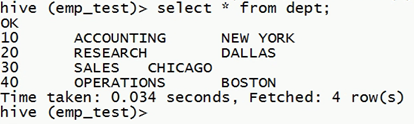 hive (emp_test)> select * from dept;
OK
10 ACCOUNTING NEW YORK
20 RESEARCH DALLAS
30 SALES CHICAGO
40 OPERATIONS BOSTON
Time taken: 0.034 seconds, Fetched: 4 row(s)
hive (emp_test)>